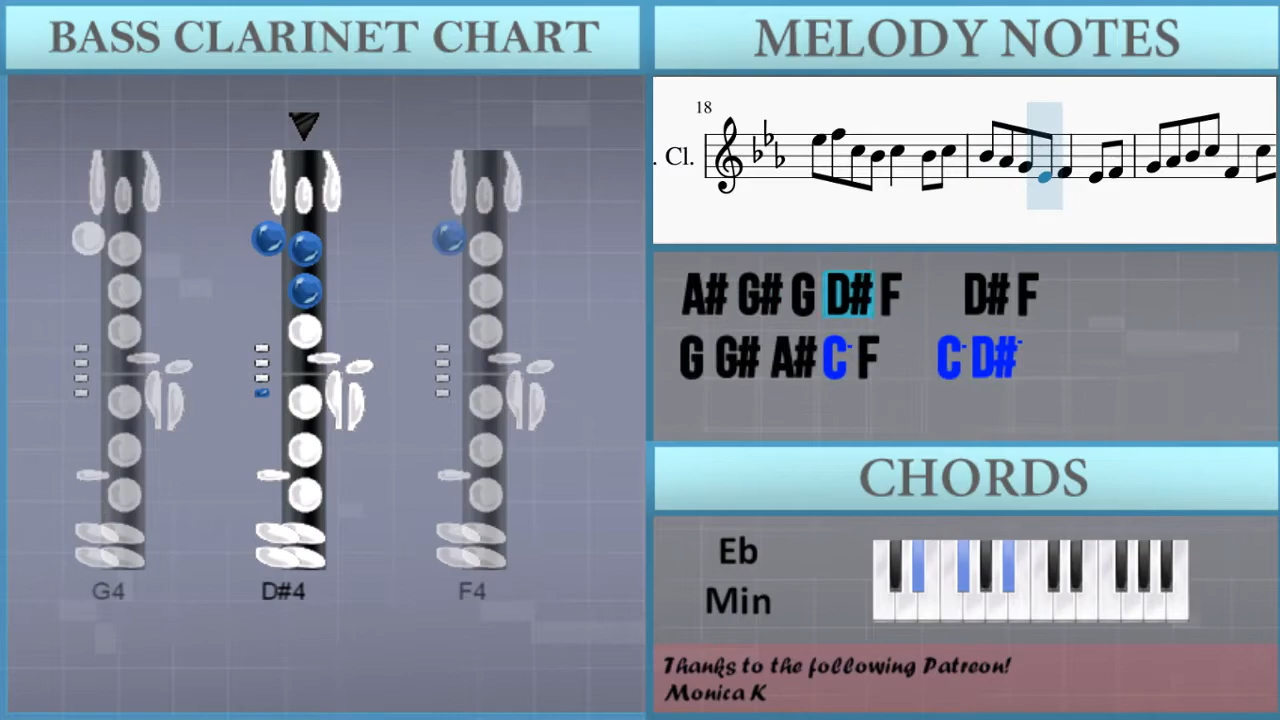 BASS CLARINET CHART
G4 D#4 F4
MELODY NOTES
18
. Cl.
A# G# G D# F D# F
G G# A# C- F C- D#-
CHORDS
Eb
Min
Thanks to the following Patreon!
Monica K